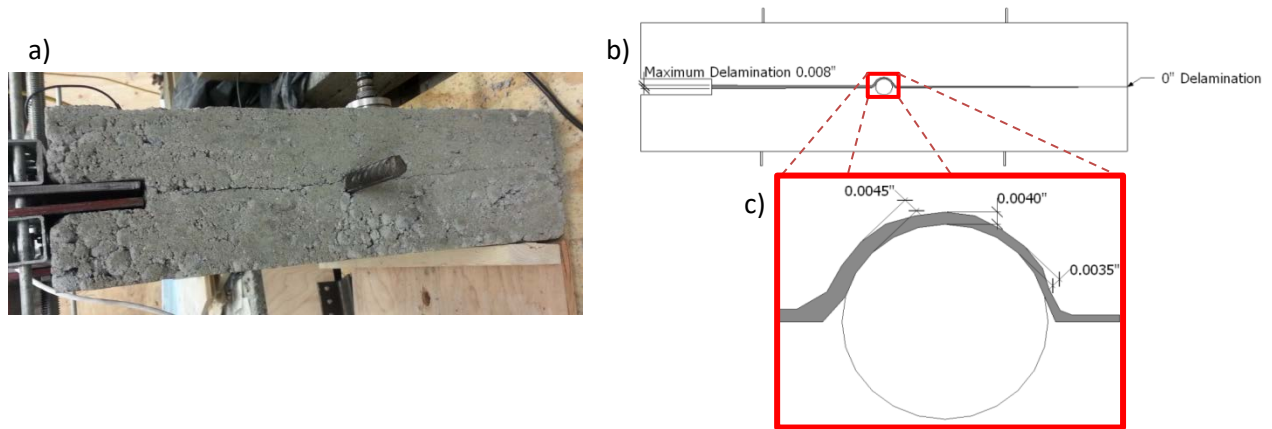 a)
b)
Maximum Delamination 0.008"
0" Delamination
c)
0.0045"
0.0040"
0.0035"